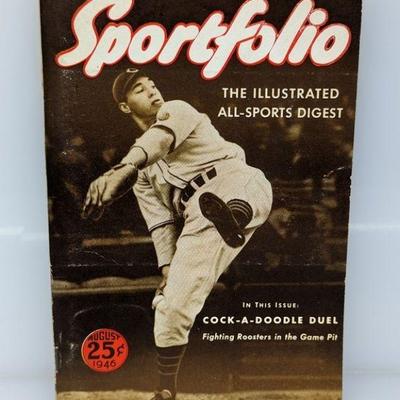 Sportfolio
THE ILLUSTRATED
ALL-SPORTS DIGEST
IN THIS ISSUE:
COCK-A-DOODLE DUEL
Fighting Roosters in the Game Pit
AUGUST
25¢
1946